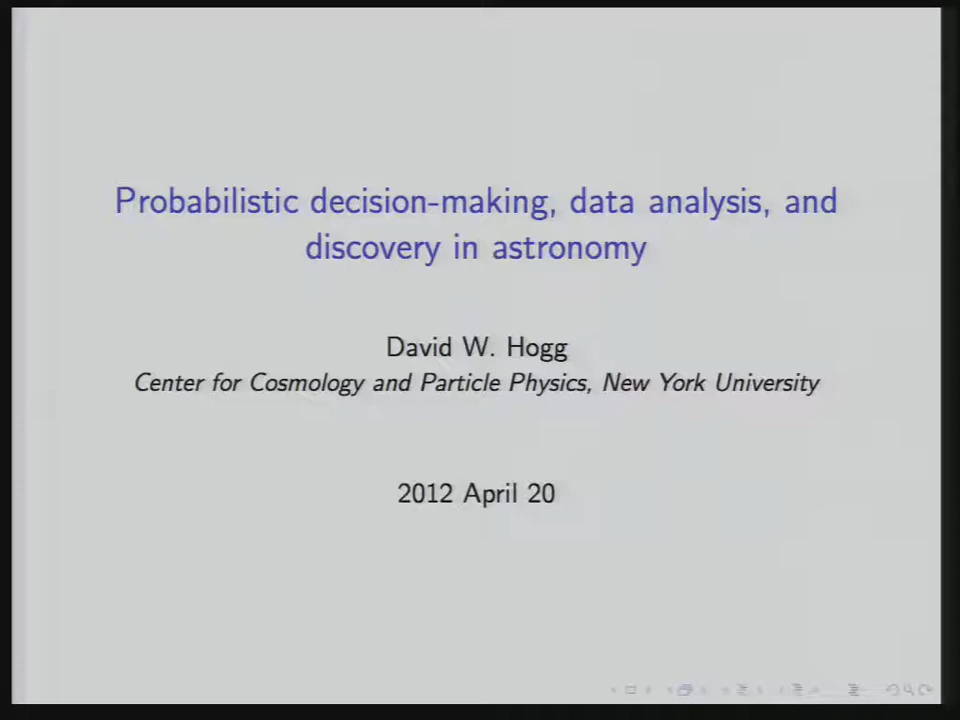 Probabilistic decision-making, data analysis, and
discovery in astronomy
David W. Hogg
Center for Cosmology and Particle Physics, New York University
2012 April 20